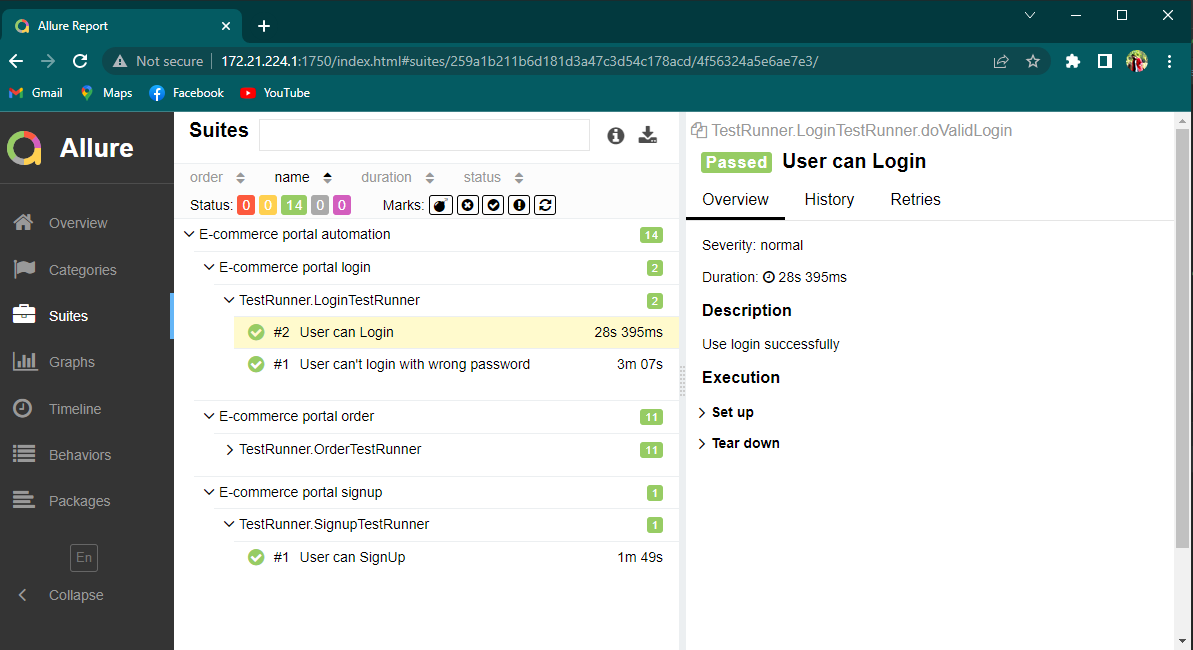 Allure Report
Not secure 172.21.224.1:1750/index.html#suites/259a1b211b6d181d3a47c3d54c178acd/4f56324a5e6ae7e3/
Gmail Maps Facebook YouTube
Allure
Overview
Categories
Suites
Graphs
Timeline
Behaviors
Packages
En
Collapse
Suites
order name duration status
Status: 0 0 14 0 0 Marks:
E-commerce portal automation 14
E-commerce portal login 2
TestRunner.LoginTestRunner 2
#2 User can Login 28s 395ms
#1 User can't login with wrong password 3m 07s
E-commerce portal order 11
TestRunner.OrderTestRunner 11
E-commerce portal signup 1
TestRunner.SignupTestRunner 1
#1 User can SignUp 1m 49s
TestRunner.LoginTestRunner.doValidLogin
Passed User can Login
Overview History Retries
Severity: normal
Duration: 28s 395ms
Description
Use login successfully
Execution
Set up
Tear down